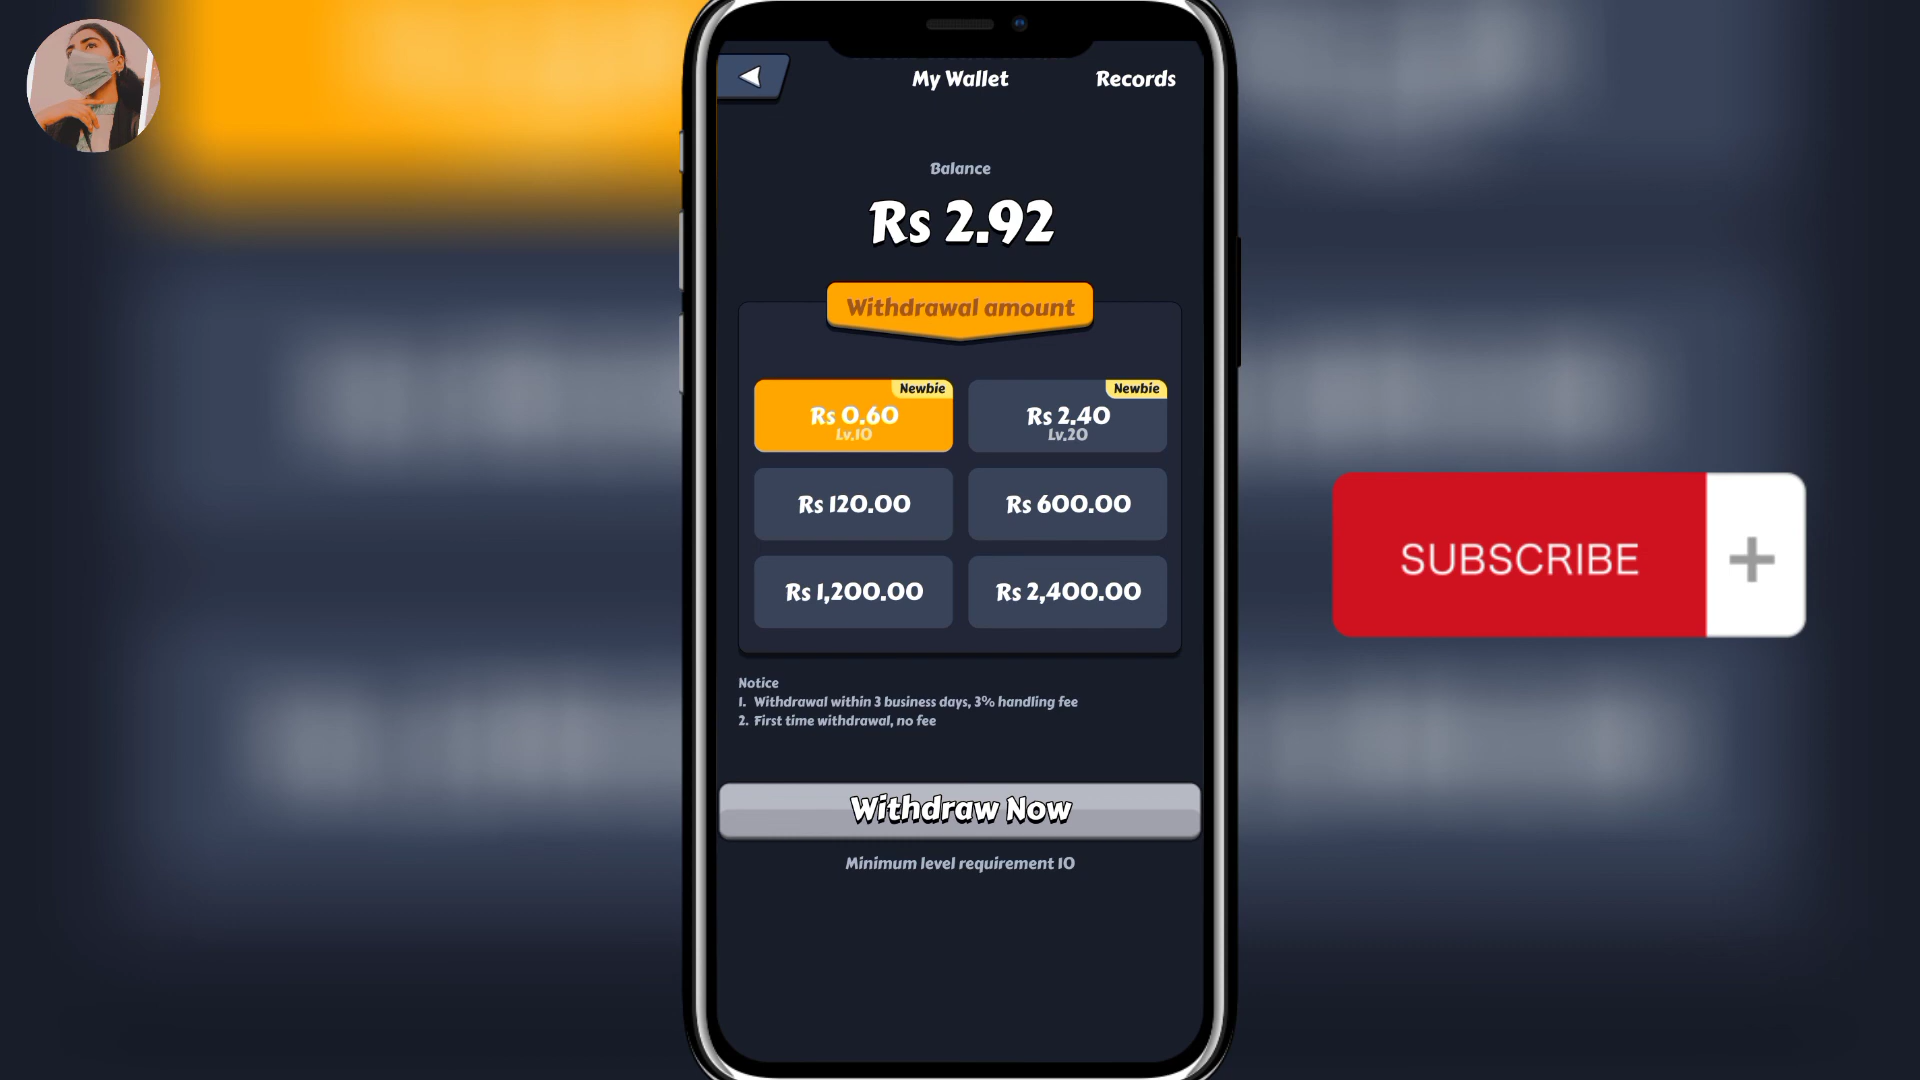 My Wallet
Records
Balance
Rs 2.92
Withdrawal amount
Newbie
Rs 0.60
Lv.10
Newbie
Rs 2.40
Lv.20
Rs 120.00
Rs 600.00
Rs 1,200.00
Rs 2,400.00
Notice
1. Withdrawal within 3 business days, 3% handling fee
2. First time withdrawal, no fee
Withdraw Now
Minimum level requirement 10
SUBSCRIBE